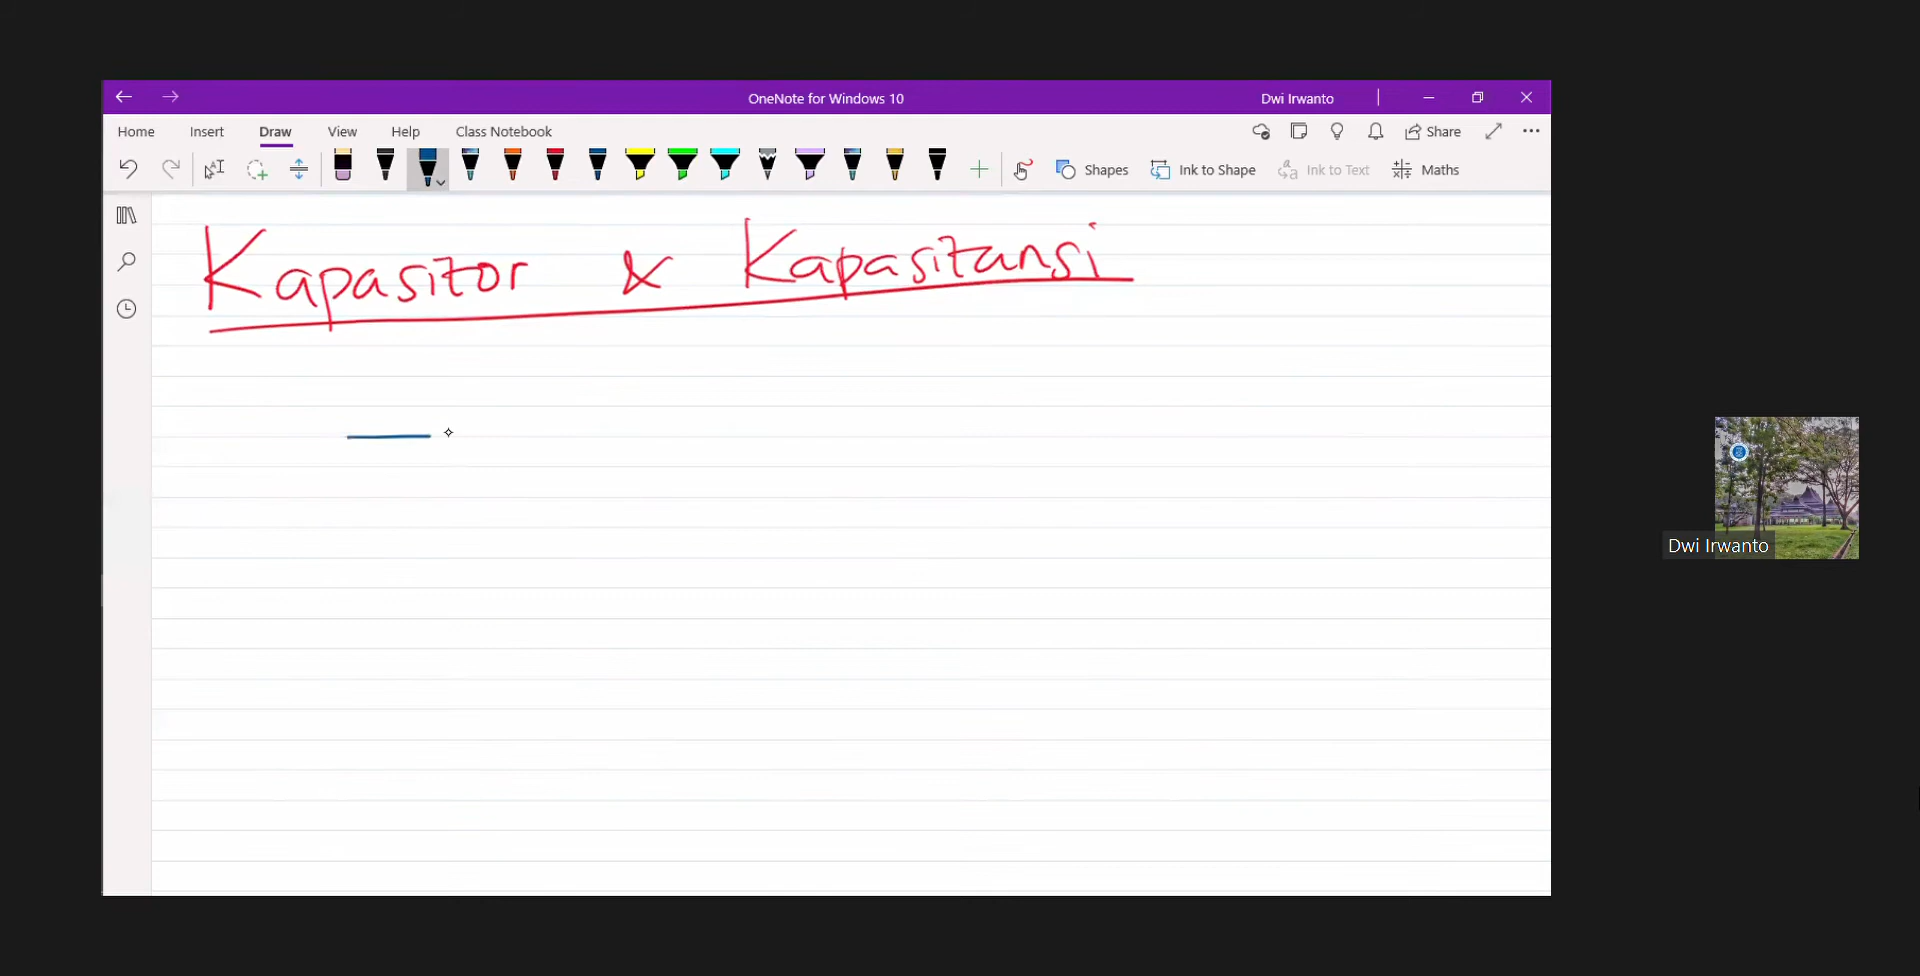 OneNote for Windows 10
Dwi Irwanto
Home Insert Draw View Help Class Notebook
Share
Shapes Ink to Shape Ink to Text Maths
Kapasitor & Kapasitansi
Dwi Irwanto